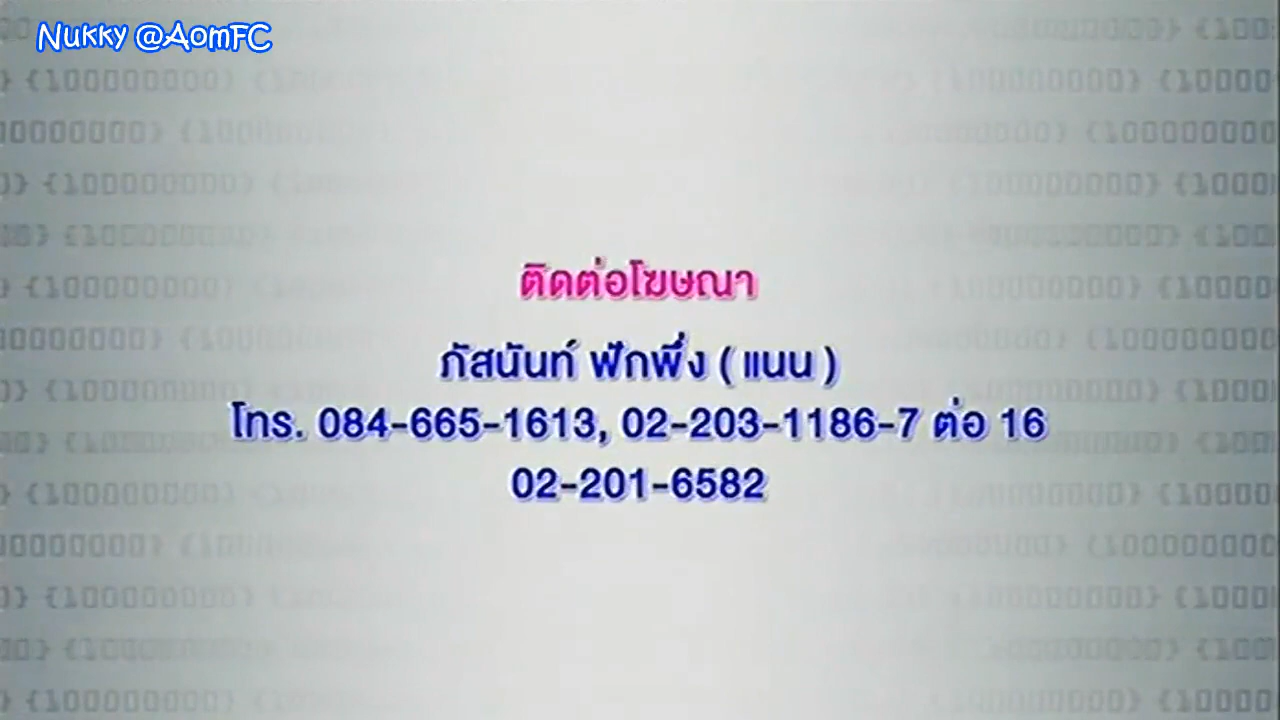 Nukky @AomFC
ติดต่อโฆษณา
ภัสนันท์ ฟักพึ่ง ( แนน )
โทร. 084-665-1613, 02-203-1186-7 ต่อ 16
02-201-6582